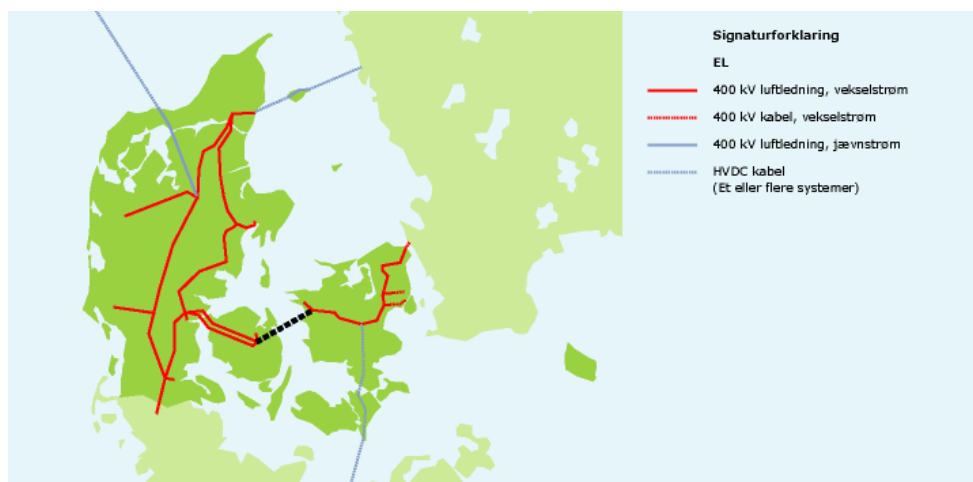 Signaturforklaring
EL
400 kV luftledning, vekselstrøm
400 kV kabel, vekselstrøm
400 kV luftledning, jævnstrøm
HVDC kabel
(Et eller flere systemer)